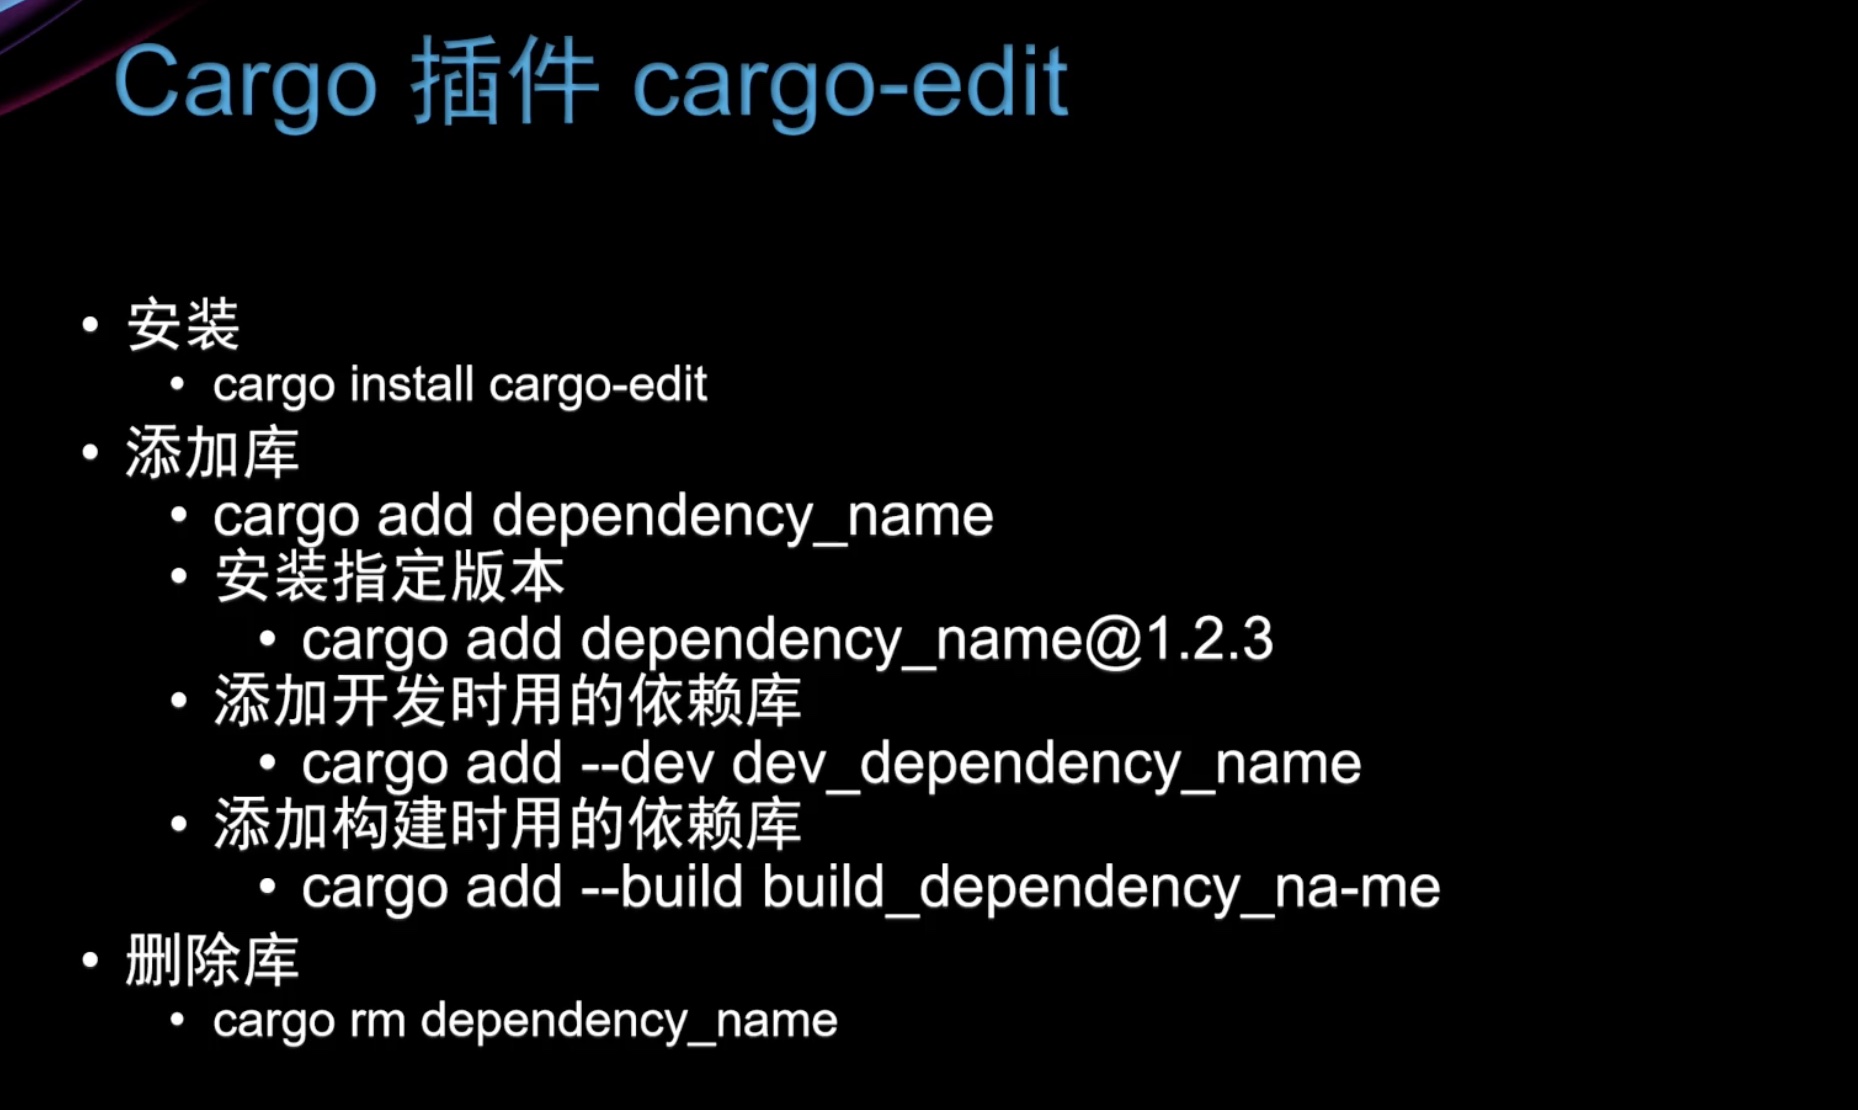 Cargo 插件 cargo-edit
• 安装
• cargo install cargo-edit
• 添加库
• cargo add dependency_name
• 安装指定版本
• cargo add dependency_name@1.2.3
• 添加开发时用的依赖库
• cargo add --dev dev_dependency_name
• 添加构建时用的依赖库
• cargo add --build build_dependency_na-me
• 删除库
• cargo rm dependency_name